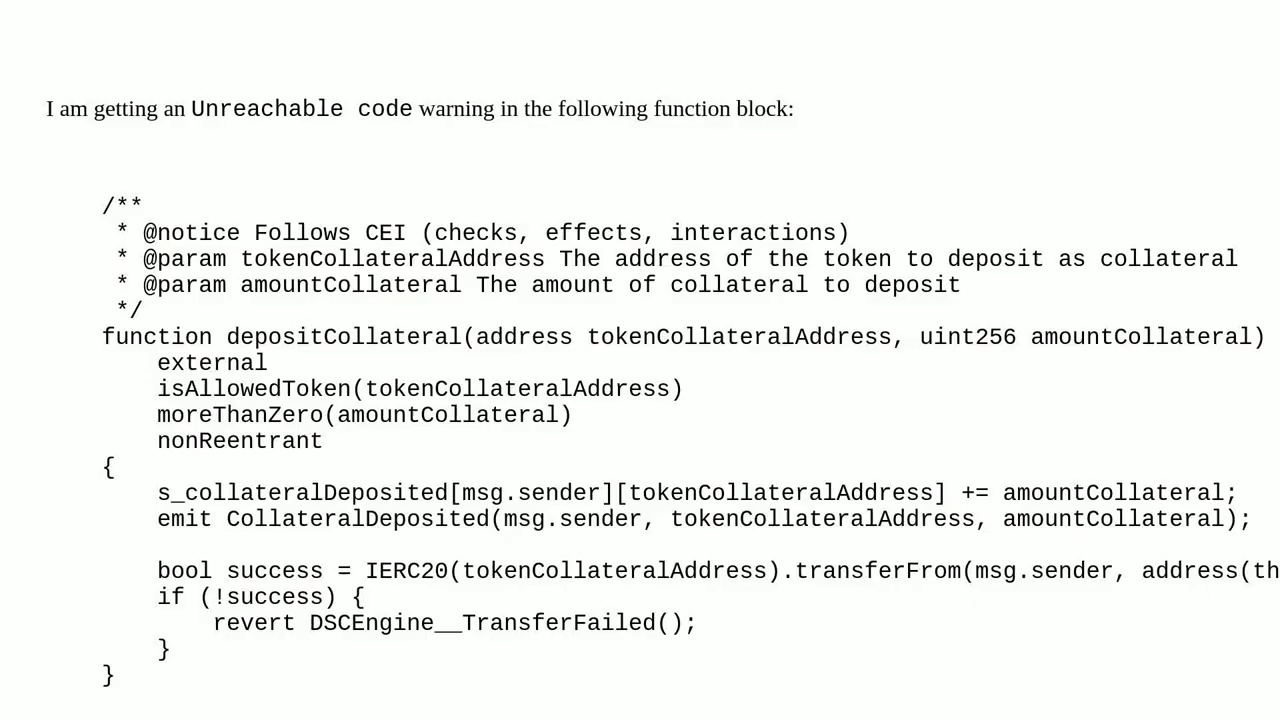 I am getting an Unreachable code warning in the following function block:
/**
 * @notice Follows CEI (checks, effects, interactions)
 * @param tokenCollateralAddress The address of the token to deposit as collateral
 * @param amountCollateral The amount of collateral to deposit
 */
function depositCollateral(address tokenCollateralAddress, uint256 amountCollateral)
    external
    isAllowedToken(tokenCollateralAddress)
    moreThanZero(amountCollateral)
    nonReentrant
{
    s_collateralDeposited[msg.sender][tokenCollateralAddress] += amountCollateral;
    emit CollateralDeposited(msg.sender, tokenCollateralAddress, amountCollateral);
    bool success = IERC20(tokenCollateralAddress).transferFrom(msg.sender, address(th
    if (!success) {
        revert DSCEngine__TransferFailed();
    }
}